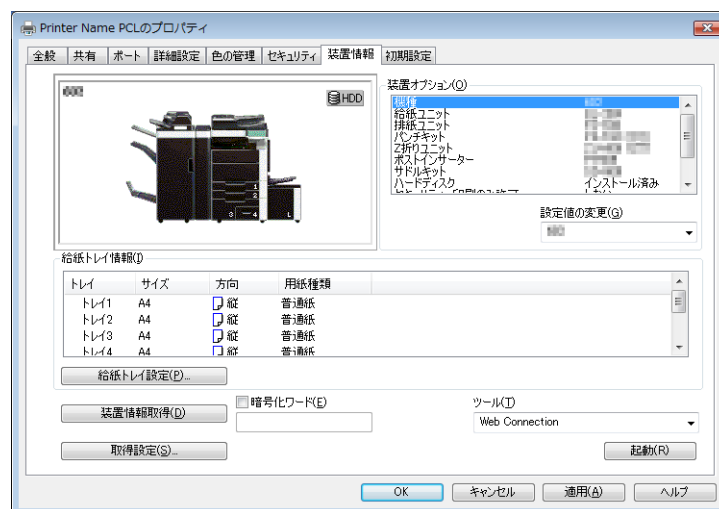 Printer Name PCLのプロパティ
全般 共有 ポート 詳細設定 色の管理 セキュリティ 装置情報 初期設定
HDD
1
2
3 4 L
装置オプション(O)
機種
給紙ユニット
排紙ユニット
パンチキット
Z折りユニット
ポストインサーター
サドルキット
ハードディスク インストール済み
設定値の変更(G)
給紙トレイ情報(I)
トレイ サイズ 方向 用紙種類
トレイ1 A4 縦 普通紙
トレイ2 A4 縦 普通紙
トレイ3 A4 縦 普通紙
トレイ4 A4 縦 普通紙
給紙トレイ設定(P)...
装置情報取得(D) 暗号化ワード(E) ツール(T)
Web Connection
取得設定(S)... 起動(R)
OK キャンセル 適用(A) ヘルプ